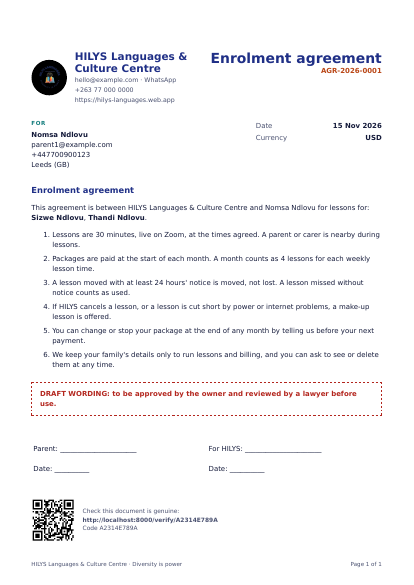 HILYS Languages &
Culture Centre
hello@example.com · WhatsApp
+263 77 000 0000
https://hilys-languages.web.app
Enrolment agreement
AGR-2026-0001
FOR
Nomsa Ndlovu
parent1@example.com
+447700900123
Leeds (GB)
Date 15 Nov 2026
Currency USD
Enrolment agreement
This agreement is between HILYS Languages & Culture Centre and Nomsa Ndlovu for lessons for:
Sizwe Ndlovu, Thandi Ndlovu.
1. Lessons are 30 minutes, live on Zoom, at the times agreed. A parent or carer is nearby during
lessons.
2. Packages are paid at the start of each month. A month counts as 4 lessons for each weekly
lesson time.
3. A lesson moved with at least 24 hours' notice is moved, not lost. A lesson missed without
notice counts as used.
4. If HILYS cancels a lesson, or a lesson is cut short by power or internet problems, a make-up
lesson is offered.
5. You can change or stop your package at the end of any month by telling us before your next
payment.
6. We keep your family's details only to run lessons and billing, and you can ask to see or delete
them at any time.
DRAFT WORDING: to be approved by the owner and reviewed by a lawyer before
use.
Parent: ______________________ For HILYS: ______________________
Date: __________ Date: __________
Check this document is genuine:
http://localhost:8000/verify/A2314E789A
Code A2314E789A
HILYS Languages & Culture Centre · Diversity is power Page 1 of 1